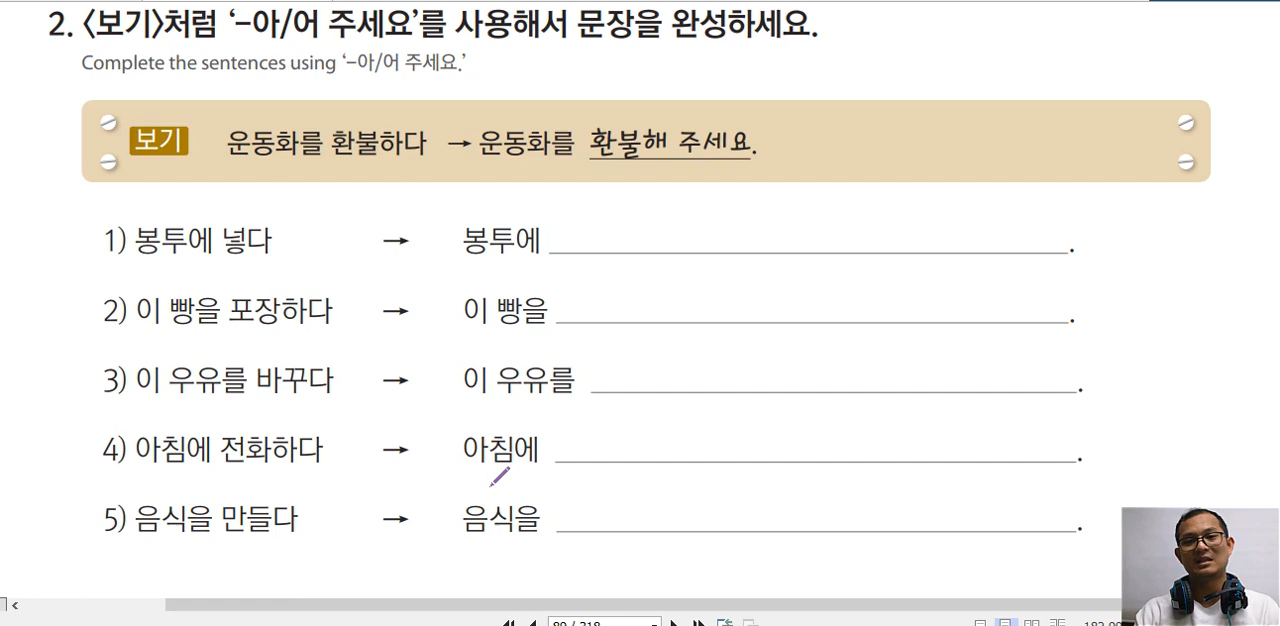 2. 〈보기〉처럼 ‘-아/어 주세요’를 사용해서 문장을 완성하세요.
Complete the sentences using ‘-아/어 주세요.’
보기 운동화를 환불하다 → 운동화를 환불해 주세요.
1) 봉투에 넣다 → 봉투에 .
2) 이 빵을 포장하다 → 이 빵을 .
3) 이 우유를 바꾸다 → 이 우유를 .
4) 아침에 전화하다 → 아침에 .
5) 음식을 만들다 → 음식을 .